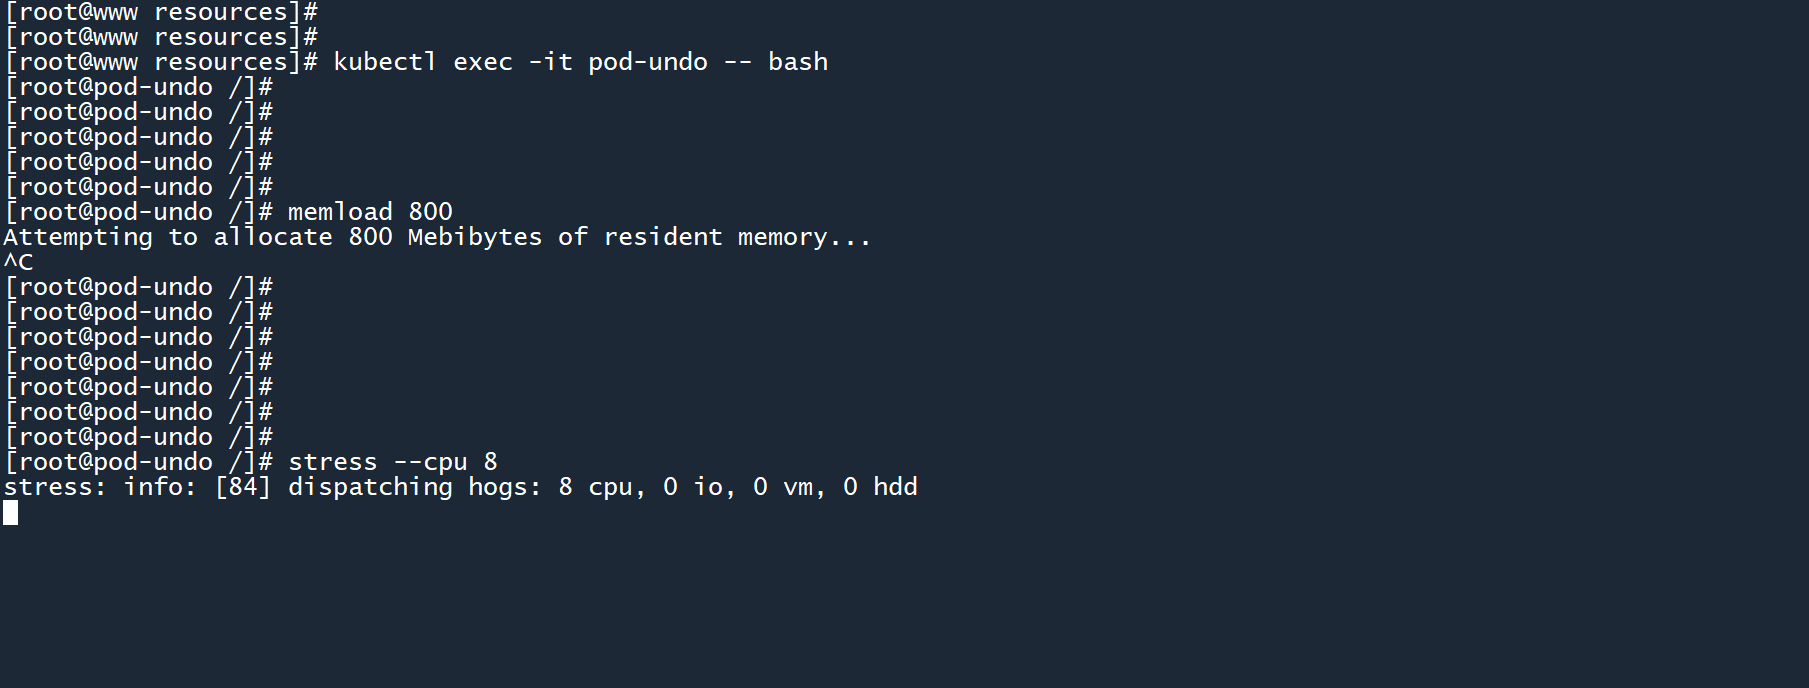 [root@www resources]#
[root@www resources]#
[root@www resources]# kubectl exec -it pod-undo -- bash
[root@pod-undo /]#
[root@pod-undo /]#
[root@pod-undo /]#
[root@pod-undo /]#
[root@pod-undo /]#
[root@pod-undo /]# memload 800
Attempting to allocate 800 Mebibytes of resident memory...
^C
[root@pod-undo /]#
[root@pod-undo /]#
[root@pod-undo /]#
[root@pod-undo /]#
[root@pod-undo /]#
[root@pod-undo /]#
[root@pod-undo /]#
[root@pod-undo /]# stress --cpu 8
stress: info: [84] dispatching hogs: 8 cpu, 0 io, 0 vm, 0 hdd